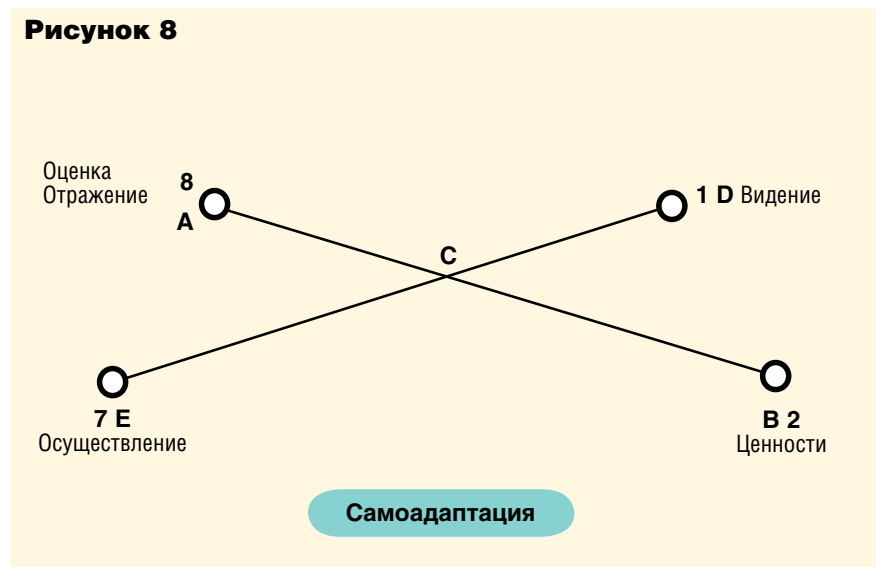 Рисунок 8
Оценка
Отражение
8
A
1 D Видение
C
7 E
Осуществление
B 2
Ценности
Самоадаптация